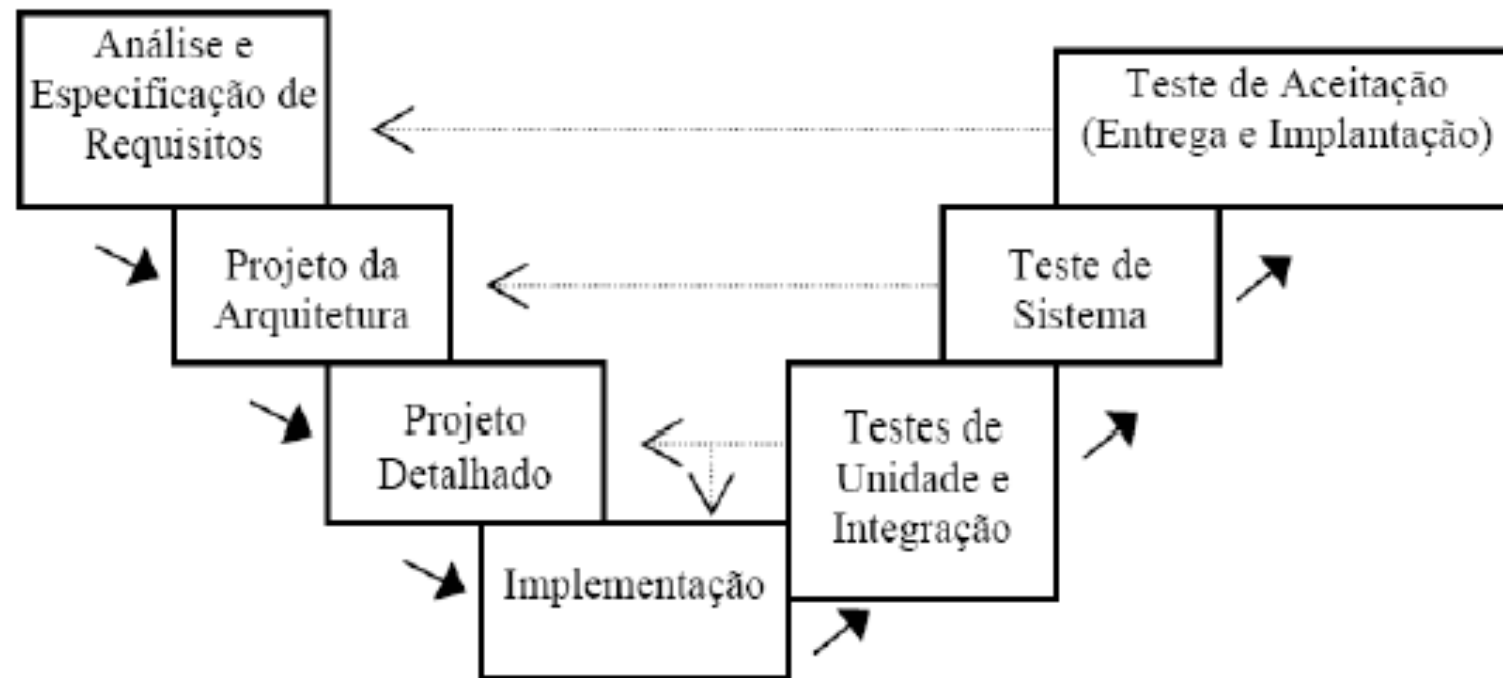 Análise e
Especificação de
Requisitos
Teste de Aceitação
(Entrega e Implantação)
Projeto da
Arquitetura
Teste de
Sistema
Projeto
Detalhado
Testes de
Unidade e
Integração
Implementação